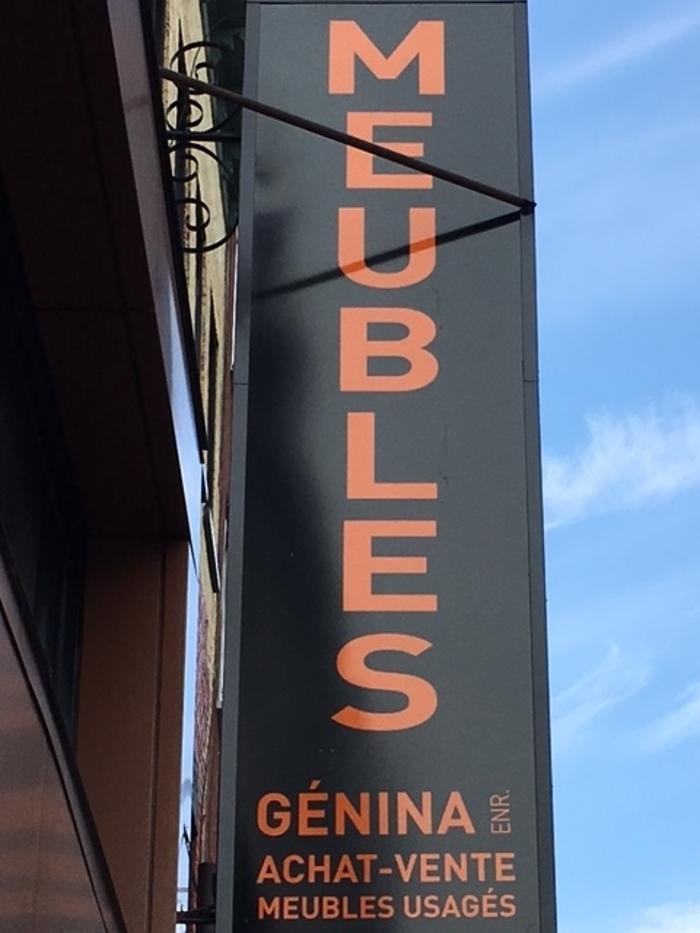 MEUBLES
GÉNINA ENR.
ACHAT-VENTE
MEUBLES USAGÉS